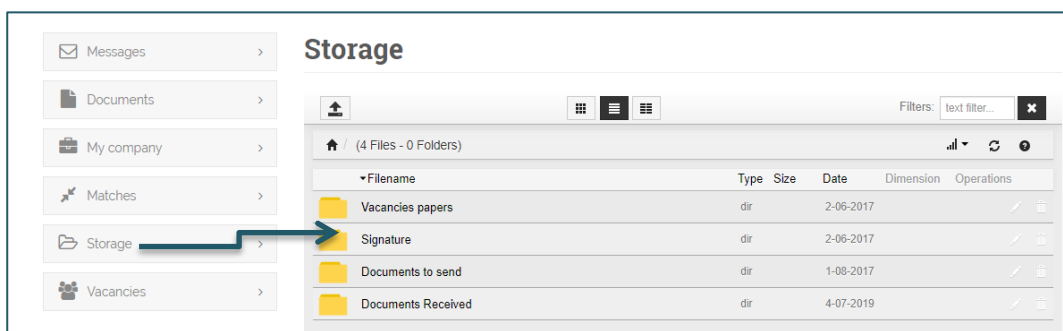 Messages
Documents
My company
Matches
Storage
Vacancies
Storage
Filters: text filter...
/ (4 Files - 0 Folders)
Filename Type Size Date Dimension Operations
Vacancies papers dir 2-06-2017
Signature dir 2-06-2017
Documents to send dir 1-08-2017
Documents Received dir 4-07-2019